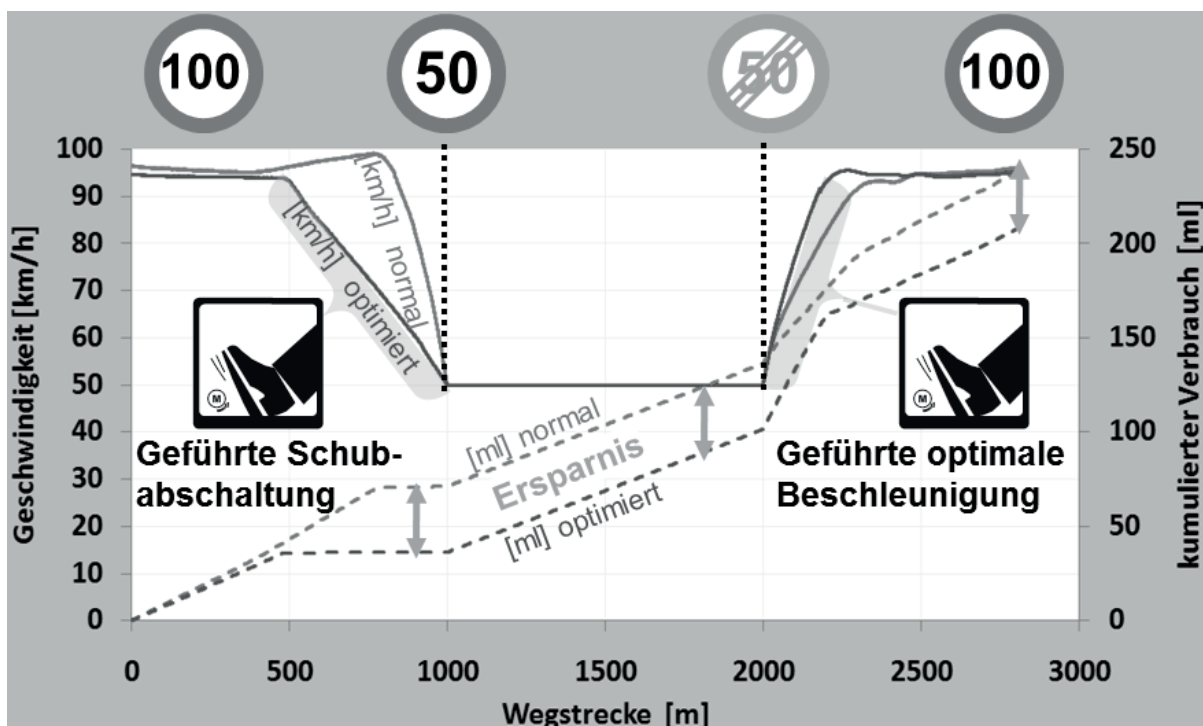 100
50
50
100
100
90
80
70
60
50
40
30
20
10
0
250
200
150
100
50
0
0
500
1000
1500
2000
2500
3000
Geschwindigkeit [km/h]
kumulierter Verbrauch [ml]
Wegstrecke [m]
[km/h] normal
[km/h] optimiert
M
Geführte Schub-
abschaltung
[ml] normal
Ersparnis
[ml] optimiert
M
Geführte optimale
Beschleunigung